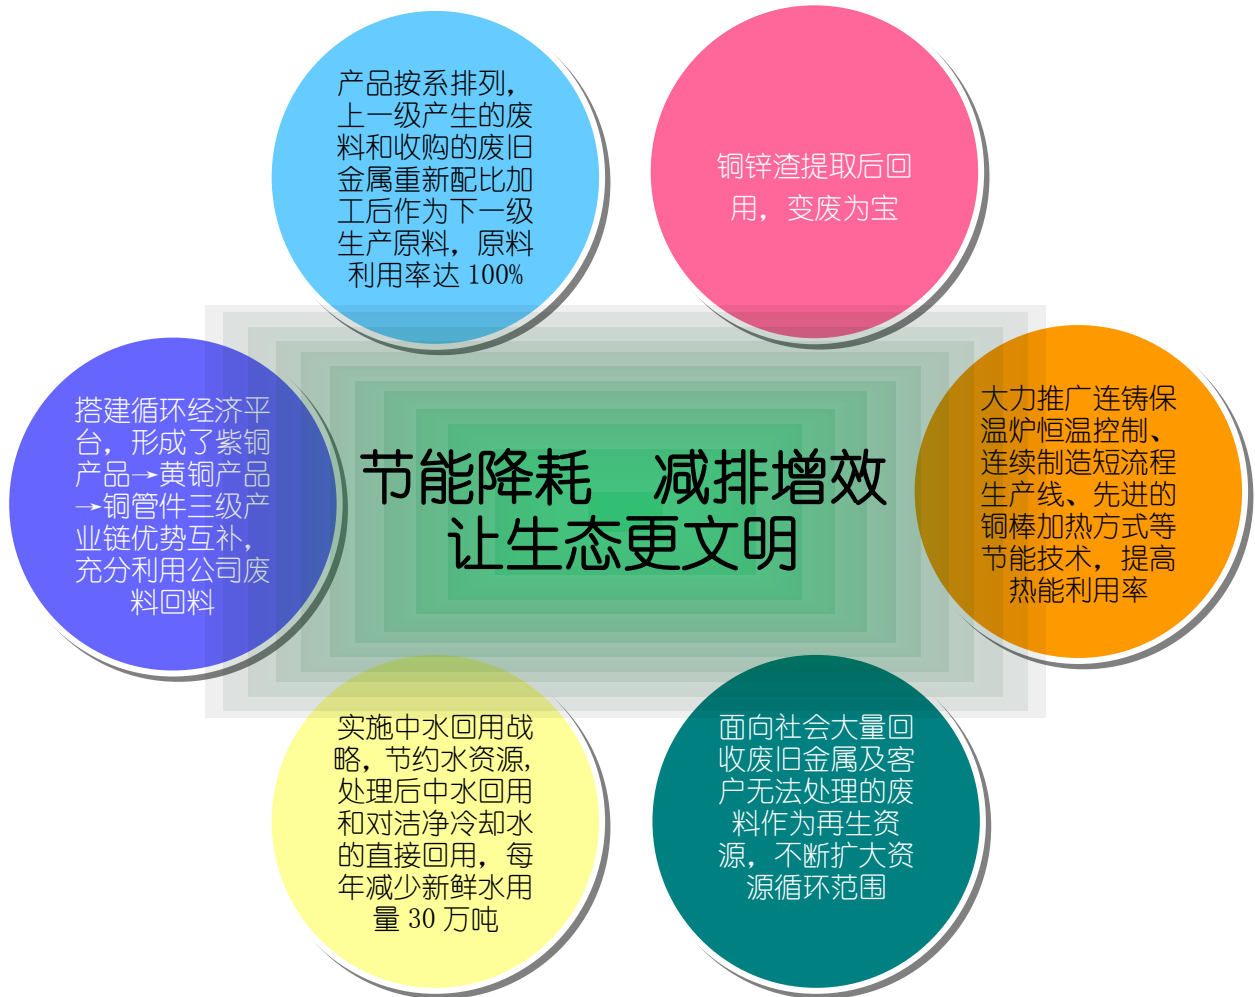 产品按系排列，
上一级产生的废
料和收购的废旧
金属重新配比加
工后作为下一级
生产原料，原料
利用率达 100%
铜锌渣提取后回
用，变废为宝
搭建循环经济平
台，形成了紫铜
产品→黄铜产品
→铜管件三级产
业链优势互补，
充分利用公司废
料回料
节能降耗　减排增效
让生态更文明
大力推广连铸保
温炉恒温控制、
连续制造短流程
生产线、先进的
铜棒加热方式等
节能技术，提高
热能利用率
实施中水回用战
略，节约水资源，
处理后中水回用
和对洁净冷却水
的直接回用，每
年减少新鲜水用
量 30 万吨
面向社会大量回
收废旧金属及客
户无法处理的废
料作为再生资
源，不断扩大资
源循环范围